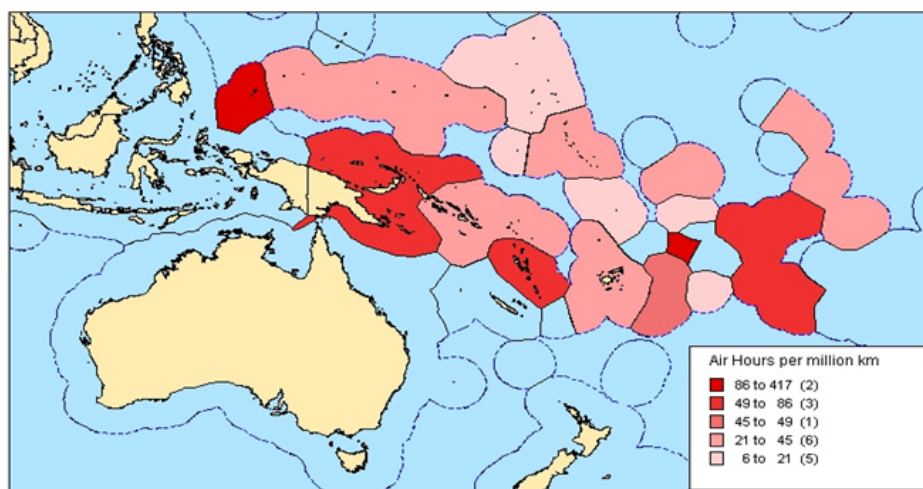 Air Hours per million km
86 to 417 (2)
49 to 86 (3)
45 to 49 (1)
21 to 45 (6)
6 to 21 (5)